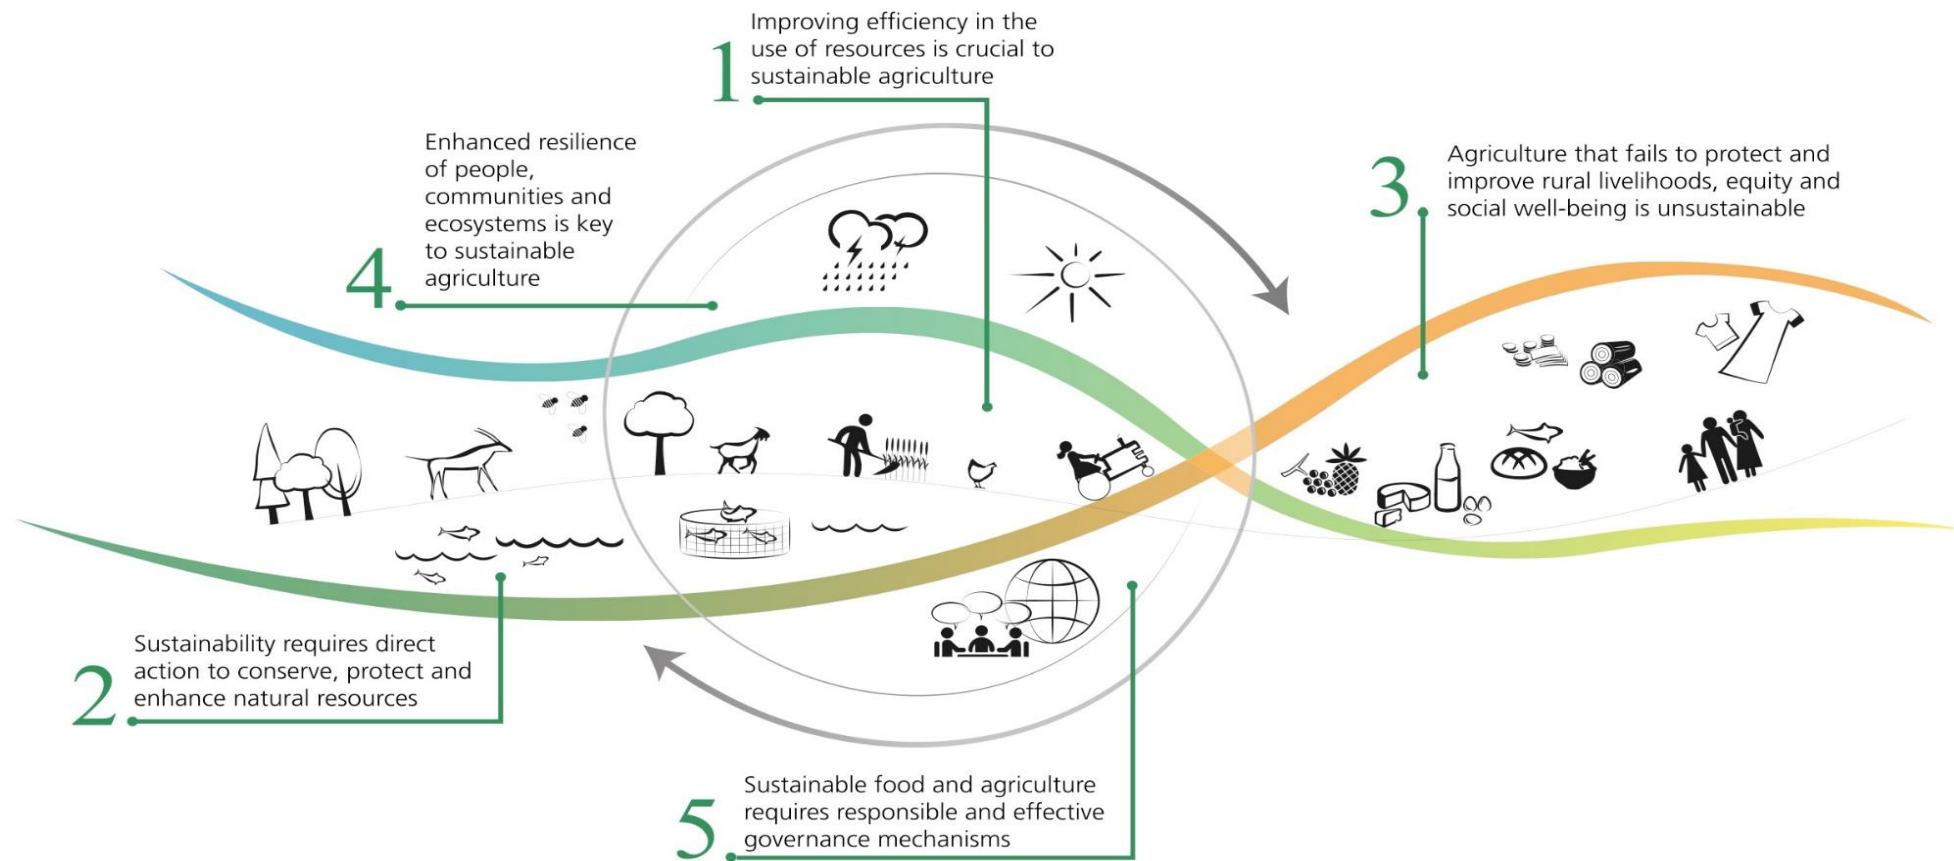 1
Improving efficiency in the
use of resources is crucial to
sustainable agriculture
4
Enhanced resilience
of people,
communities and
ecosystems is key
to sustainable
agriculture
3
Agriculture that fails to protect and
improve rural livelihoods, equity and
social well-being is unsustainable
2
Sustainability requires direct
action to conserve, protect and
enhance natural resources
5
Sustainable food and agriculture
requires responsible and effective
governance mechanisms